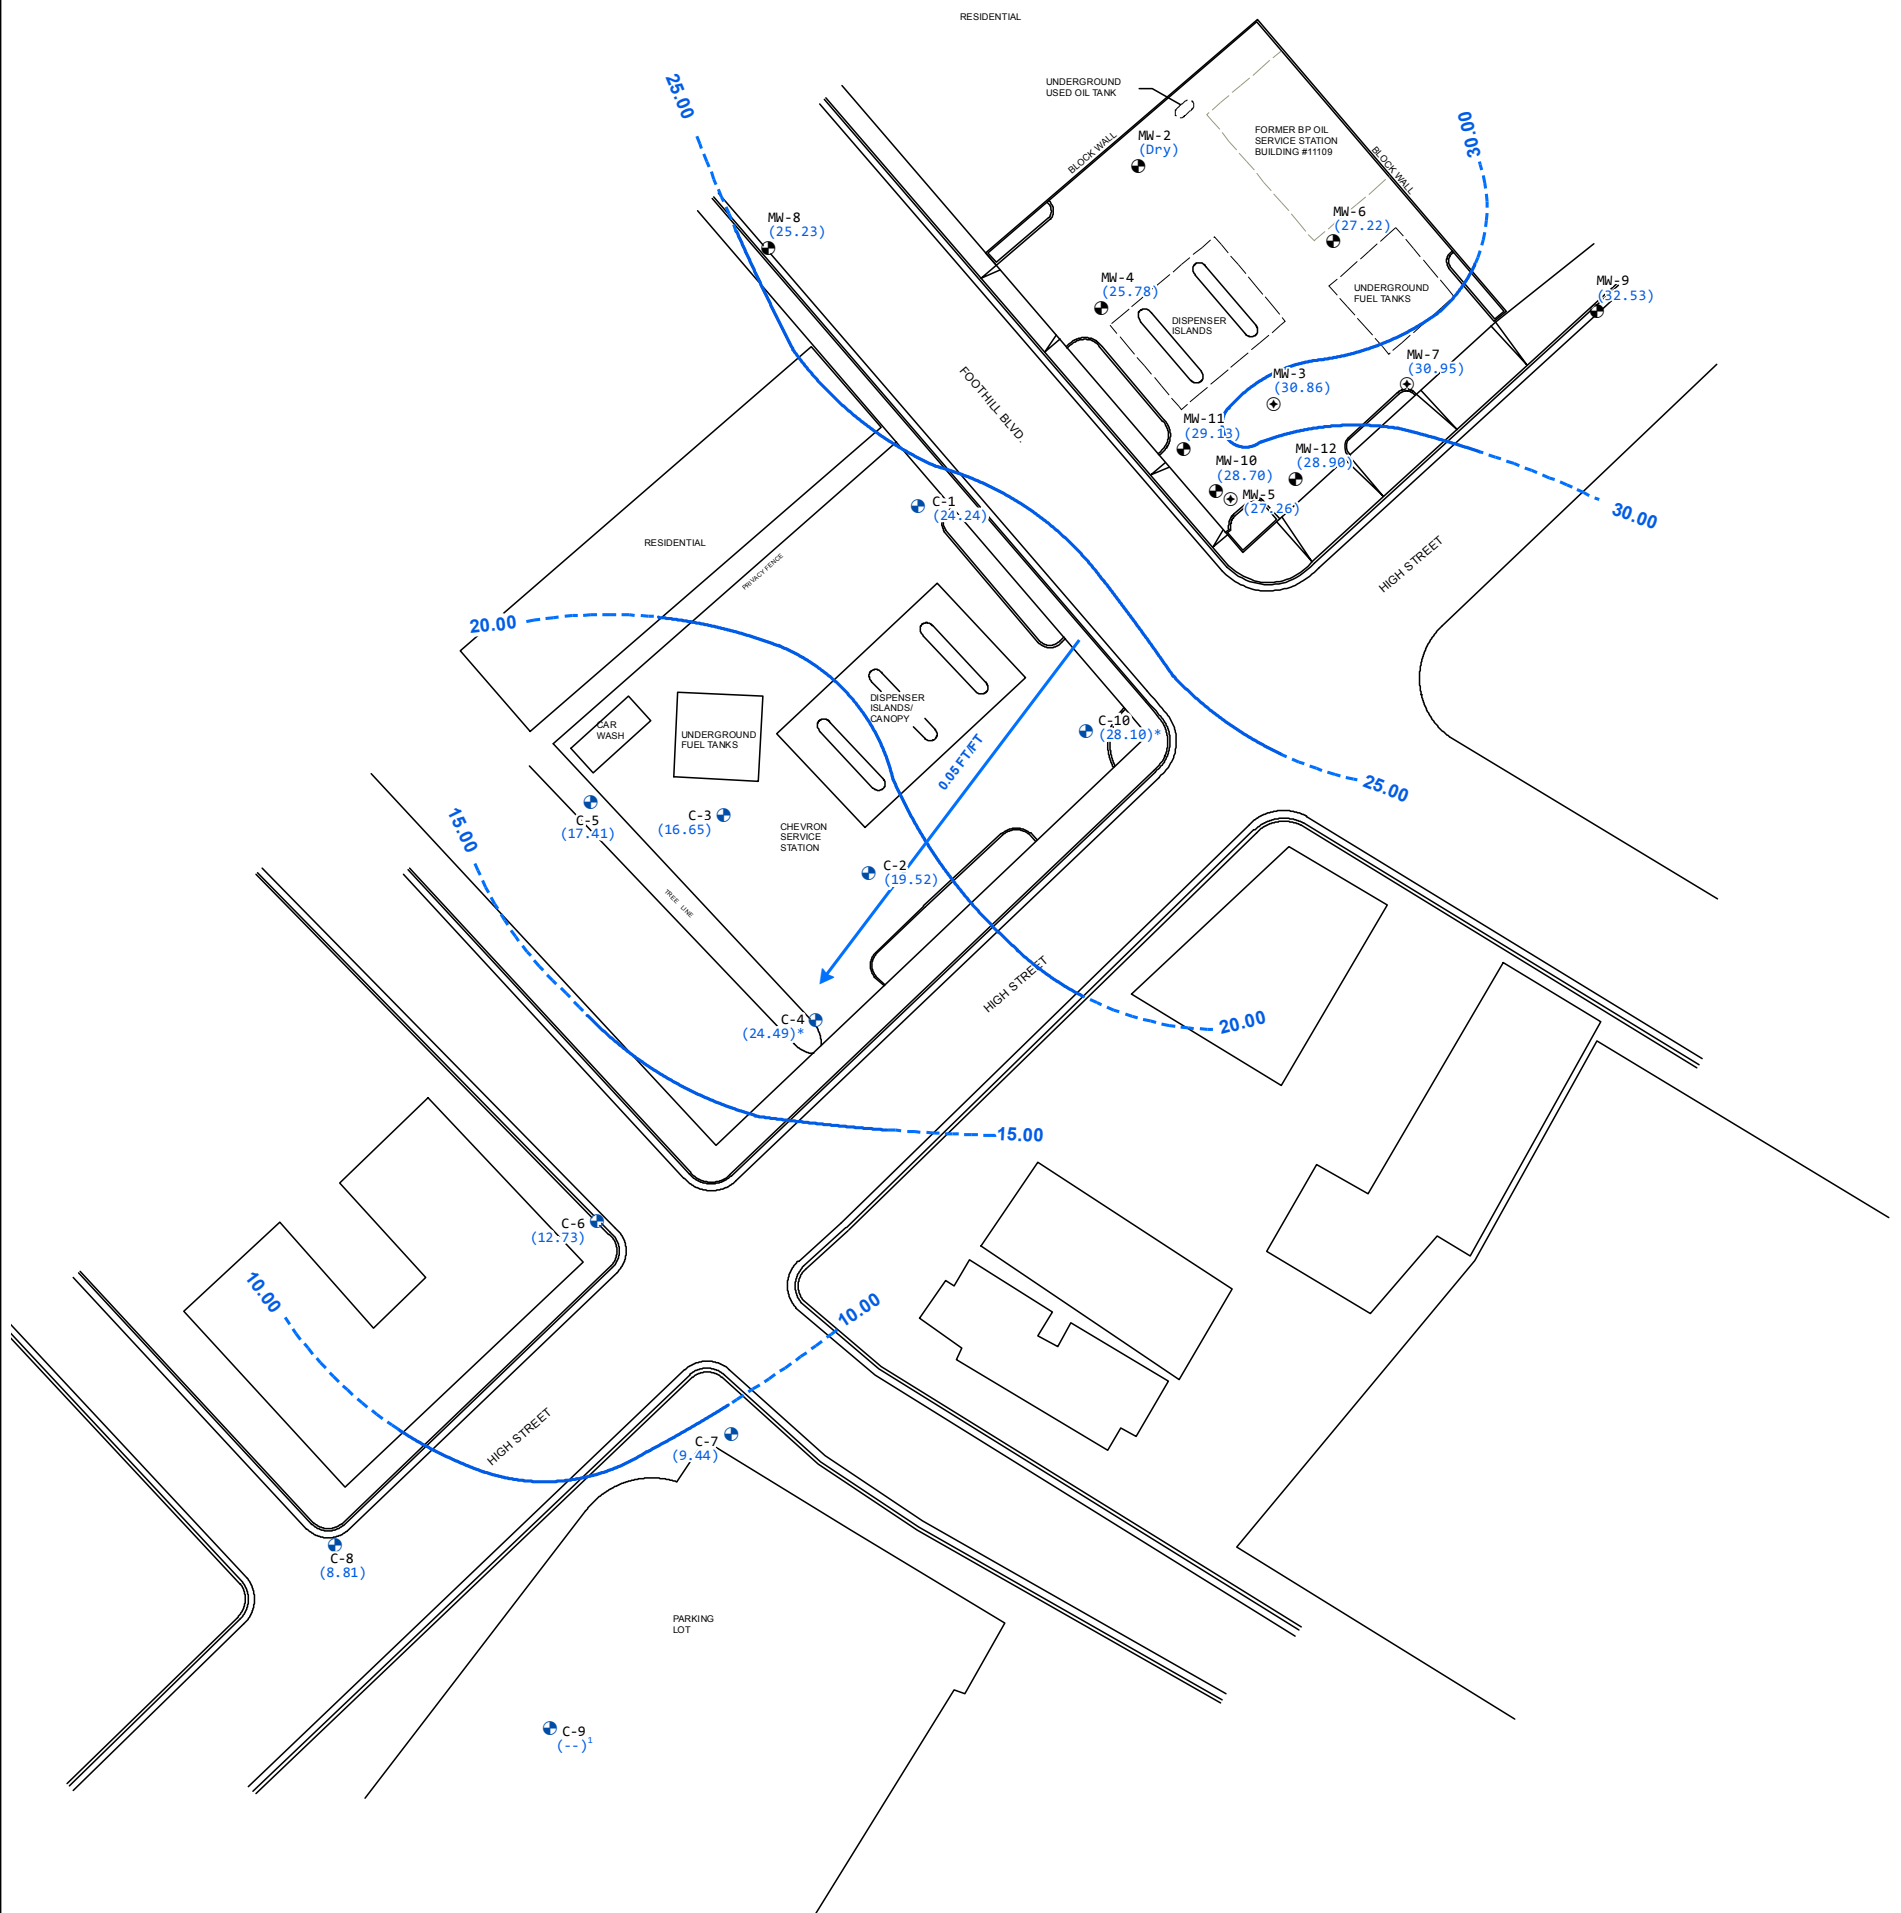 RESIDENTIAL
25.00
UNDERGROUND
USED OIL TANK
BLOCK WALL
MW-2
(Dry)
FORMER BP OIL
SERVICE STATION
BUILDING #11109
BLOCK WALL
30.00
MW-8
(25.23)
MW-6
(27.22)
MW-4
(25.78)
UNDERGROUND
FUEL TANKS
MW-9
(32.53)
DISPENSER
ISLANDS
FOOTHILL BLVD.
MW-7
(30.95)
MW-3
(30.86)
MW-11
(29.13)
MW-12
(28.90)
MW-10
(28.70)
MW-5
(27.26)
30.00
C-1
(24.24)
RESIDENTIAL
PRIVACY FENCE
HIGH STREET
20.00
DISPENSER
ISLANDS/
CANOPY
CAR
WASH
UNDERGROUND
FUEL TANKS
C-10
(28.10)*
0.05 FT/FT
25.00
C-5
(17.41)
C-3
(16.65)
CHEVRON
SERVICE
STATION
15.00
C-2
(19.52)
TREE LINE
HIGH STREET
C-4
(24.49)*
20.00
15.00
C-6
(12.73)
10.00
10.00
HIGH STREET
C-7
(9.44)
C-8
(8.81)
PARKING
LOT
C-9
(--)¹